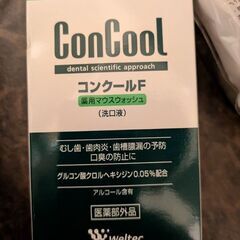 ConCool
dental scientific approach
コンクールF
薬用マウスウォッシュ
(洗口液)
むし歯・歯肉炎・歯槽膿漏の予防
口臭の防止に
グルコン酸クロルヘキシジン0.05%配合
アルコール含有
医薬部外品
weltec